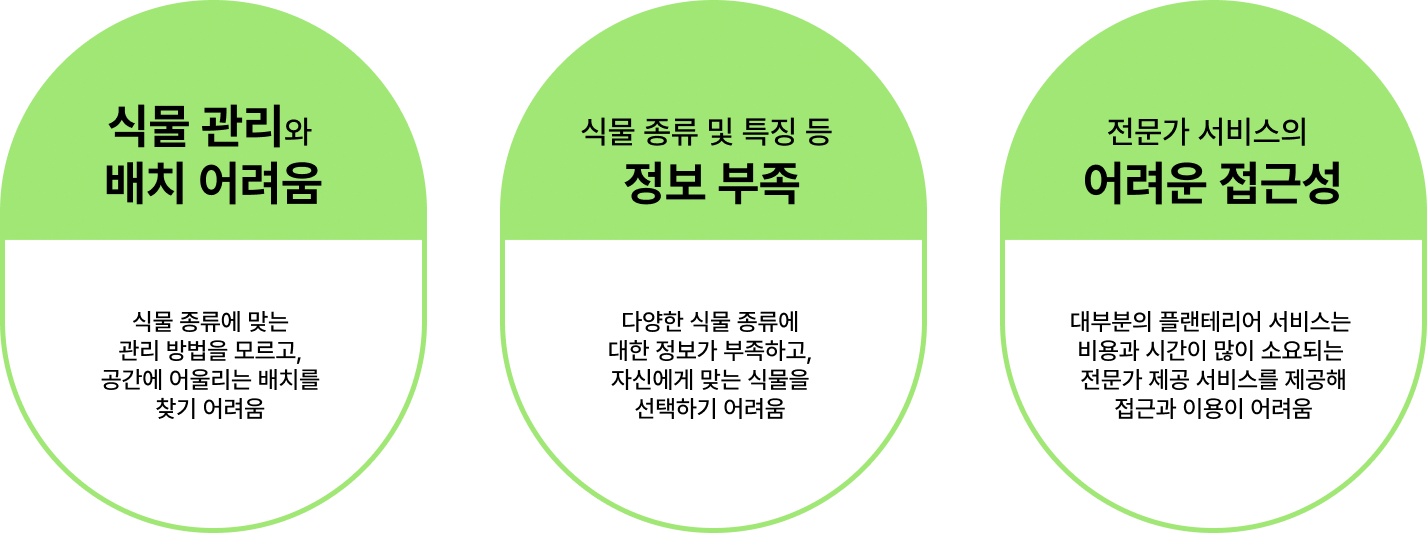 식물 관리와
배치 어려움
식물 종류에 맞는
관리 방법을 모르고,
공간에 어울리는 배치를
찾기 어려움
식물 종류 및 특징 등
정보 부족
다양한 식물 종류에
대한 정보가 부족하고,
자신에게 맞는 식물을
선택하기 어려움
전문가 서비스의
어려운 접근성
대부분의 플랜테리어 서비스는
비용과 시간이 많이 소요되는
전문가 제공 서비스를 제공해
접근과 이용이 어려움